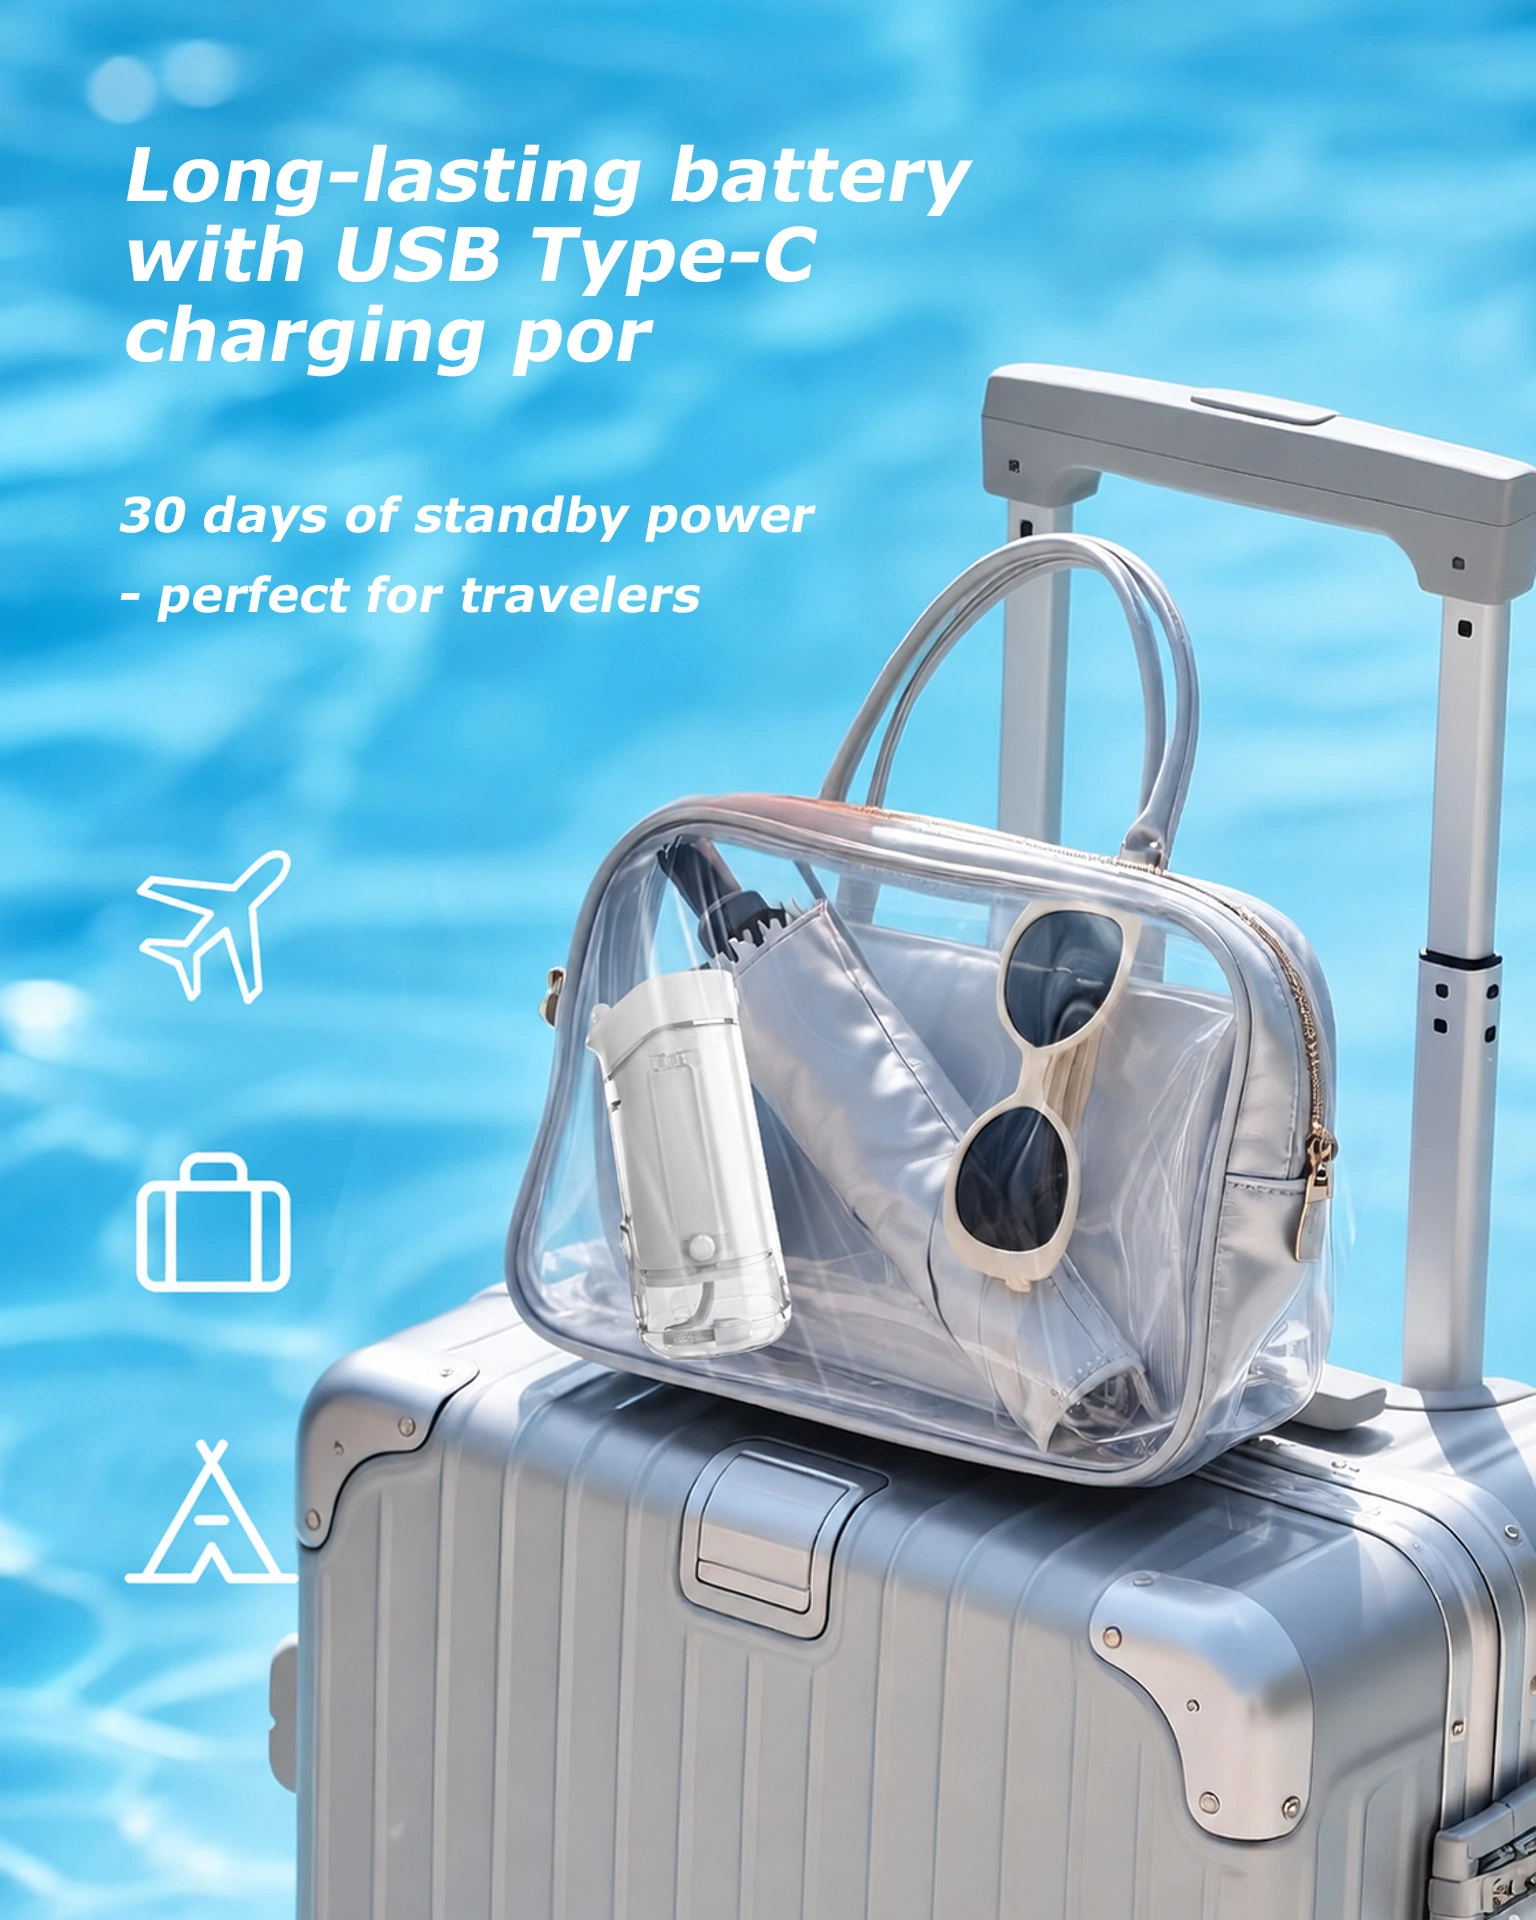 Long-lasting battery
with USB Type-C
charging por
30 days of standby power
- perfect for travelers